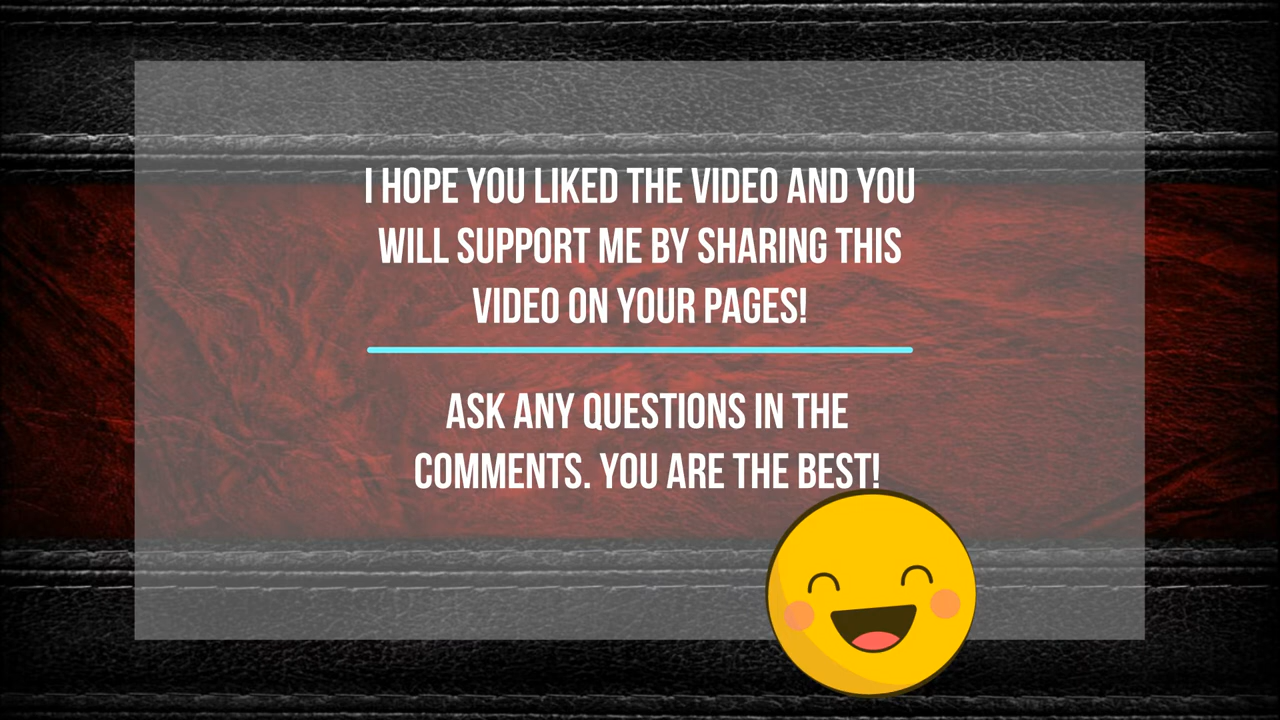 I HOPE YOU LIKED THE VIDEO AND YOU
WILL SUPPORT ME BY SHARING THIS
VIDEO ON YOUR PAGES!
ASK ANY QUESTIONS IN THE
COMMENTS. YOU ARE THE BEST!